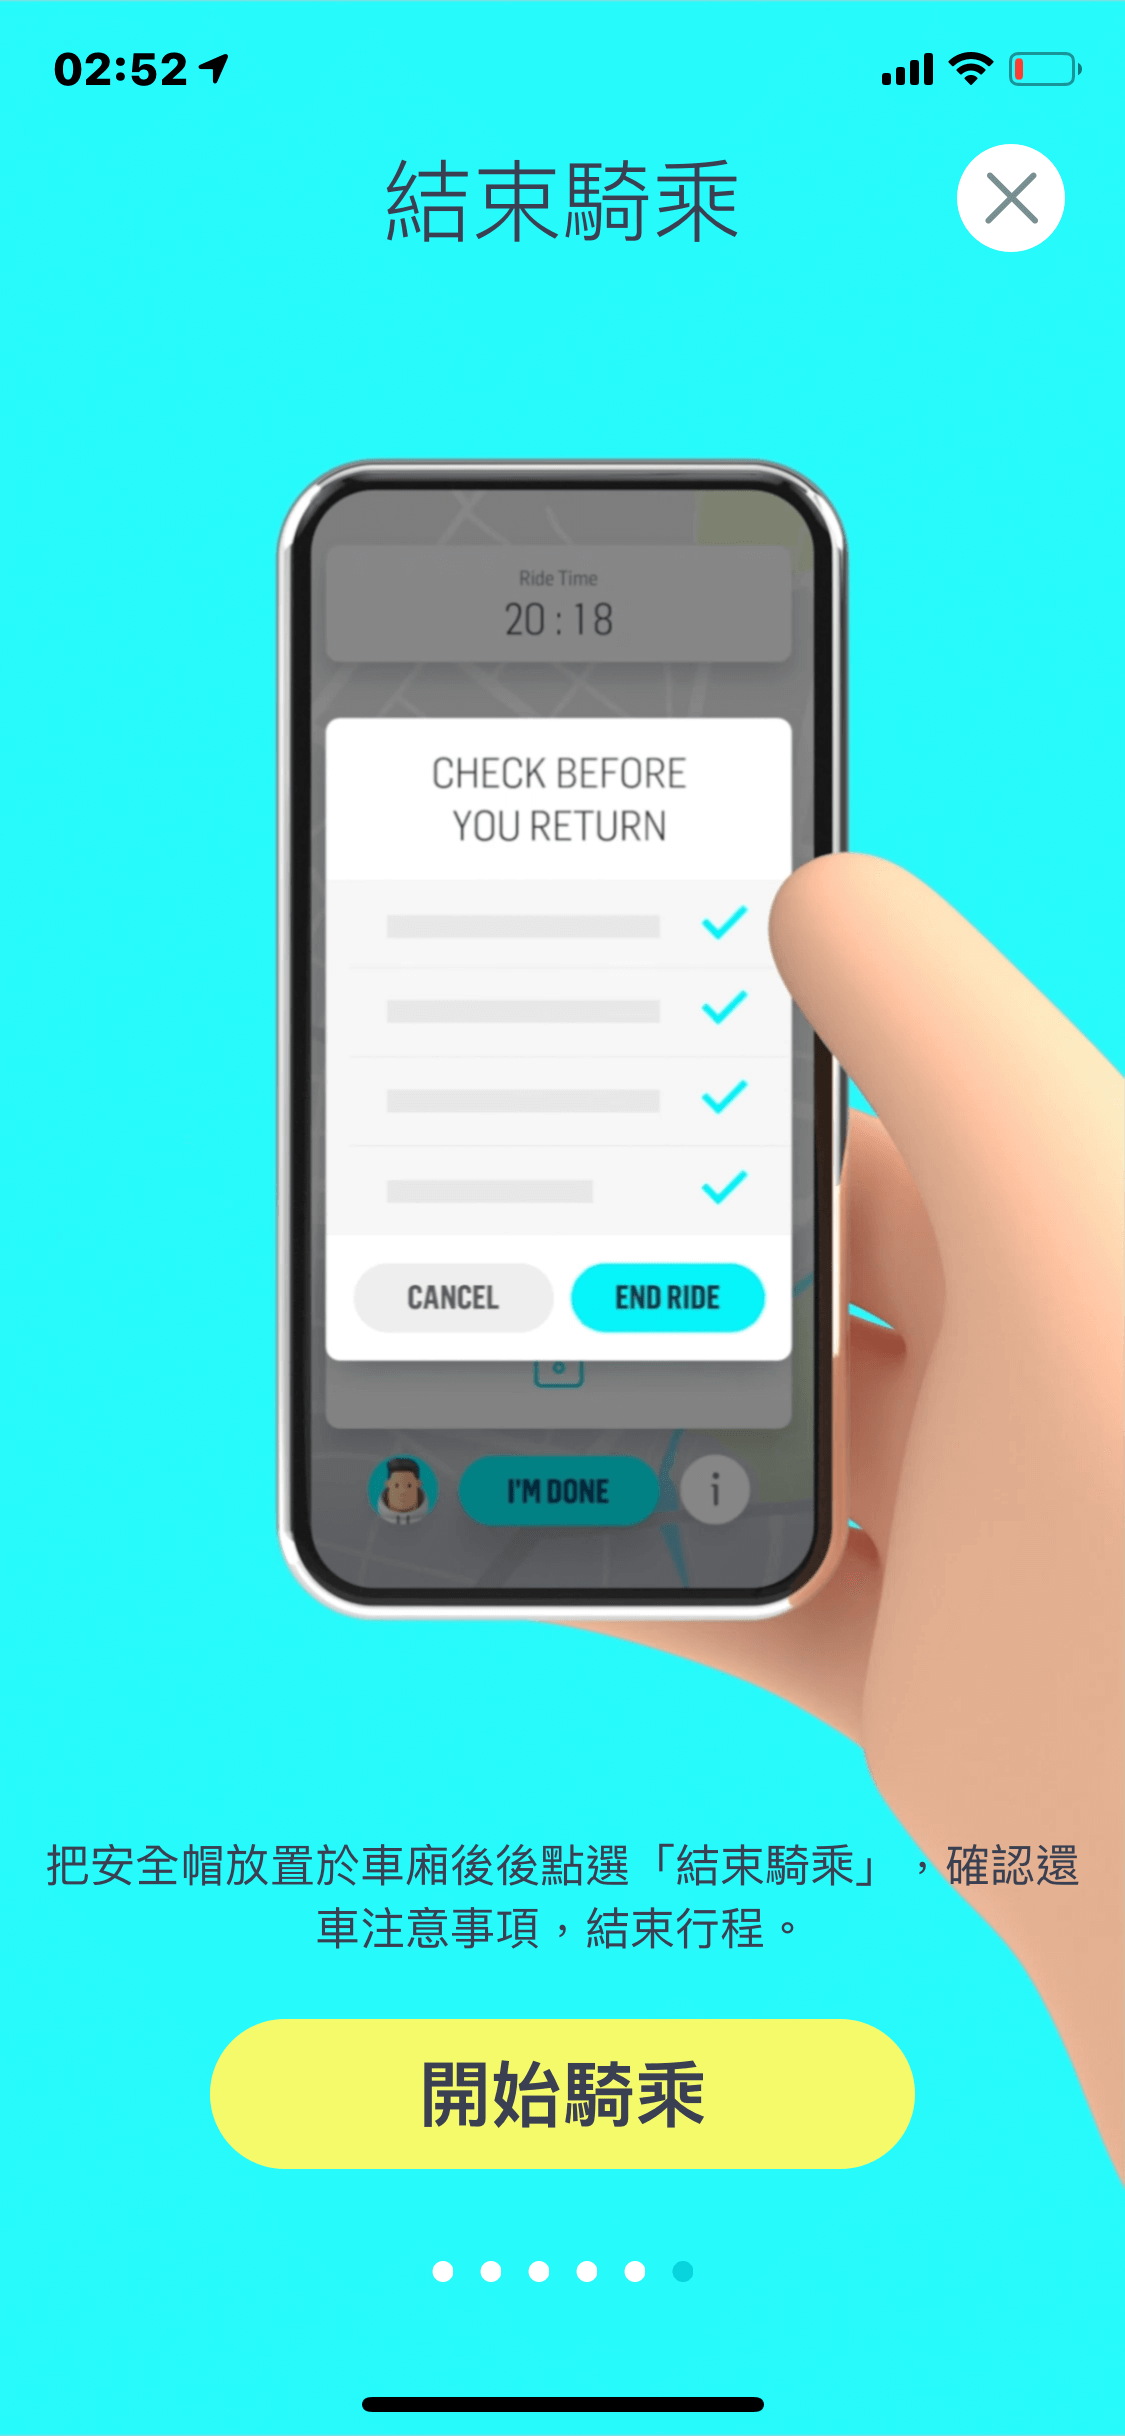 02:52
結束騎乘
Ride Time
20 : 18
CHECK BEFORE
YOU RETURN
CANCEL
END RIDE
I'M DONE
i
把安全帽放置於車廂後後點選「結束騎乘」，確認還
車注意事項，結束行程。
開始騎乘